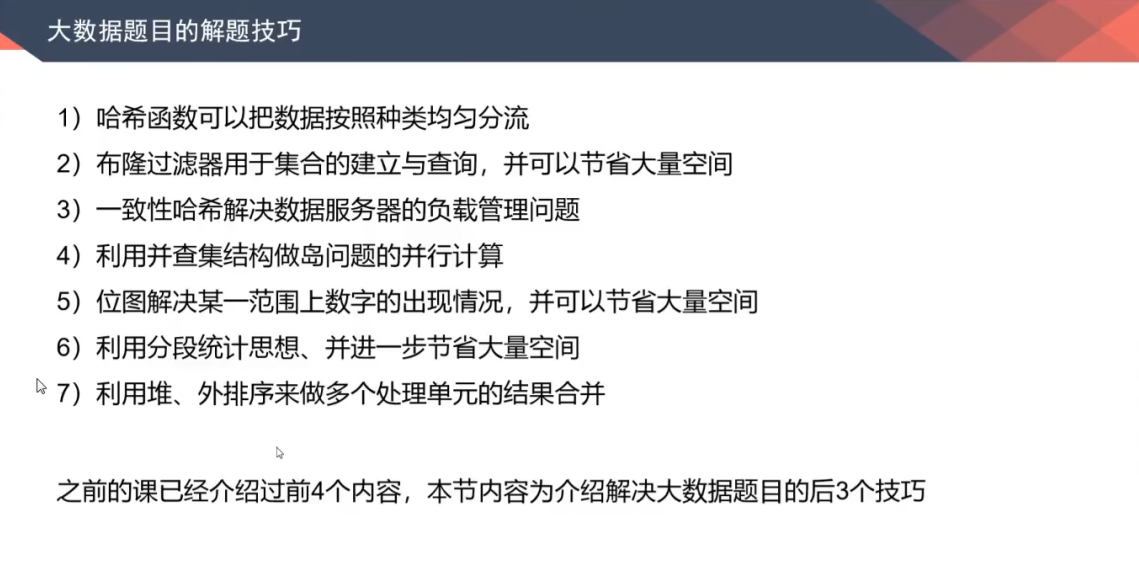 大数据题目的解题技巧
1）哈希函数可以把数据按照种类均匀分流
2）布隆过滤器用于集合的建立与查询，并可以节省大量空间
3）一致性哈希解决数据服务器的负载管理问题
4）利用并查集结构做岛问题的并行计算
5）位图解决某一范围上数字的出现情况，并可以节省大量空间
6）利用分段统计思想、并进一步节省大量空间
7）利用堆、外排序来做多个处理单元的结果合并
之前的课已经介绍过前4个内容，本节内容为介绍解决大数据题目的后3个技巧